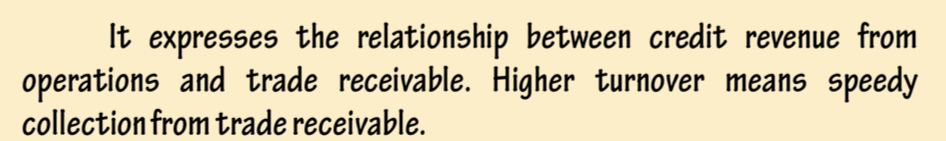 It expresses the relationship between credit revenue from
operations and trade receivable. Higher turnover means speedy
collection from trade receivable.